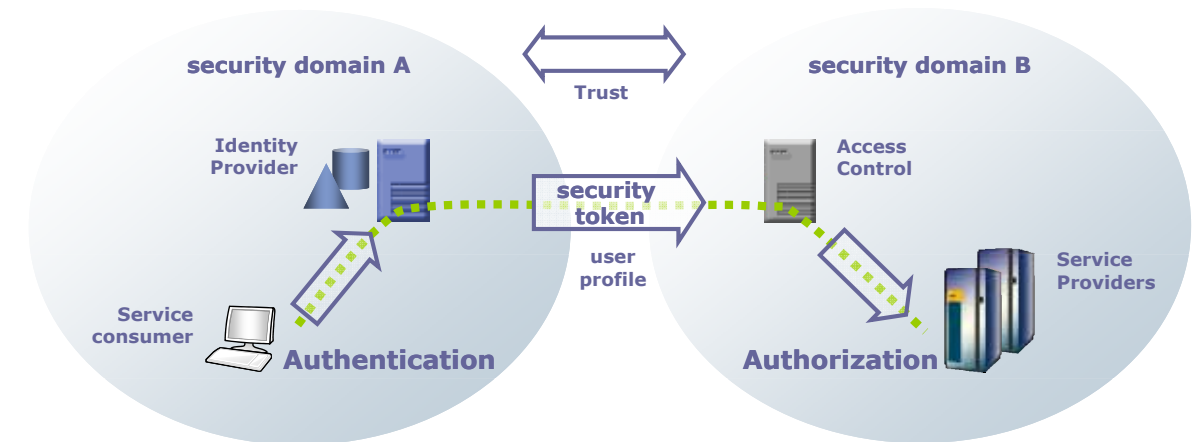 security domain A
security domain B
Trust
Identity
Provider
Access
Control
security
token
user
profile
Service
Providers
Service
consumer
Authentication
Authorization